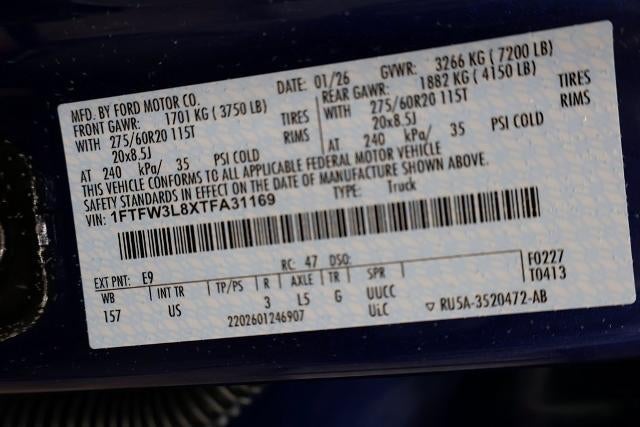 MFD. BY FORD MOTOR CO. DATE: 01/26 GVWR: 3266 KG ( 7200 LB)
FRONT GAWR: 1701 KG ( 3750 LB) REAR GAWR: 1882 KG ( 4150 LB)
WITH 275/60R20 115T TIRES WITH 275/60R20 115T TIRES
20x8.5J RIMS 20x8.5J RIMS
AT 240 kPa/ 35 PSI COLD AT 240 kPa/ 35 PSI COLD
THIS VEHICLE CONFORMS TO ALL APPLICABLE FEDERAL MOTOR VEHICLE
SAFETY STANDARDS IN EFFECT ON THE DATE OF MANUFACTURE SHOWN ABOVE.
VIN: 1FTFW3L8XTFA31169 TYPE: Truck
EXT PNT: E9 RC: 47 DSO: F0227
WB INT TR TP/PS R AXLE TR SPR T0413
157 US 3 L5 G UUCC
2202601246907 ULC ▽ RU5A-3520472-AB